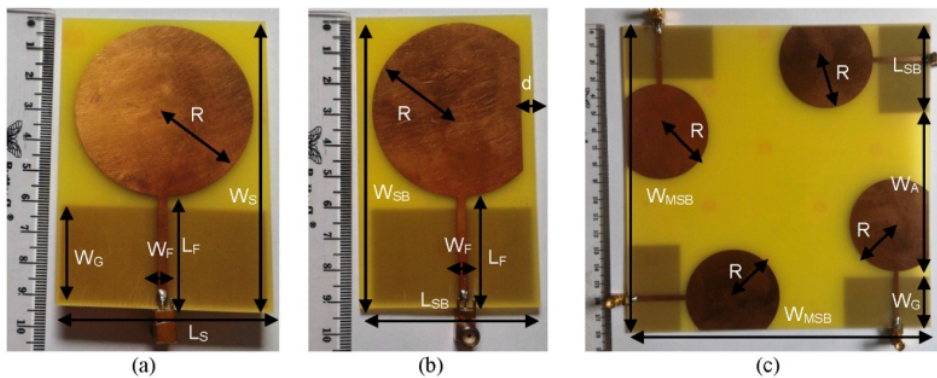 R
W_S
W_G
W_F
L_F
L_S
(a)
d
R
W_SB
W_F
L_F
L_SB
(b)
R
L_SB
R
W_MSB
W_A
R
R
W_G
W_MSB
(c)